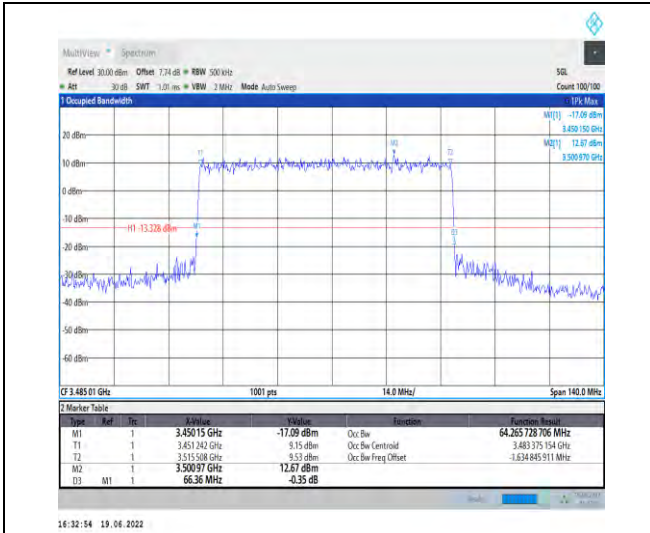 MultiView Spectrum
Ref Level 30.00 dBm Offset 7.74 dB RBW 500 kHz SGL
Att 30 dB SWT 1.01 ms VBW 2 MHz Mode Auto Sweep Count 100/100
1 Occupied Bandwidth 1Pk Max
M1[1] -17.09 dBm
3.450 150 GHz
20 dBm
M2[1] 12.67 dBm
3.500 970 GHz
M2
T1
T2
10 dBm
0 dBm
-10 dBm
H1 -13.328 dBm
M1
D3
-20 dBm
-30 dBm
-40 dBm
-50 dBm
-60 dBm
CF 3.485 01 GHz 1001 pts 14.0 MHz/ Span 140.0 MHz
2 Marker Table
Type Ref Trc X-Value Y-Value Function Function Result
M1 1 3.450 15 GHz -17.09 dBm Occ Bw 64.265 728 706 MHz
T1 1 3.451 242 GHz 9.15 dBm Occ Bw Centroid 3.483 375 154 GHz
T2 1 3.515 508 GHz 9.53 dBm Occ Bw Freq Offset -1.634 845 911 MHz
M2 1 3.500 97 GHz 12.67 dBm
D3 M1 1 66.36 MHz -0.35 dB
16:32:54 19.06.2022